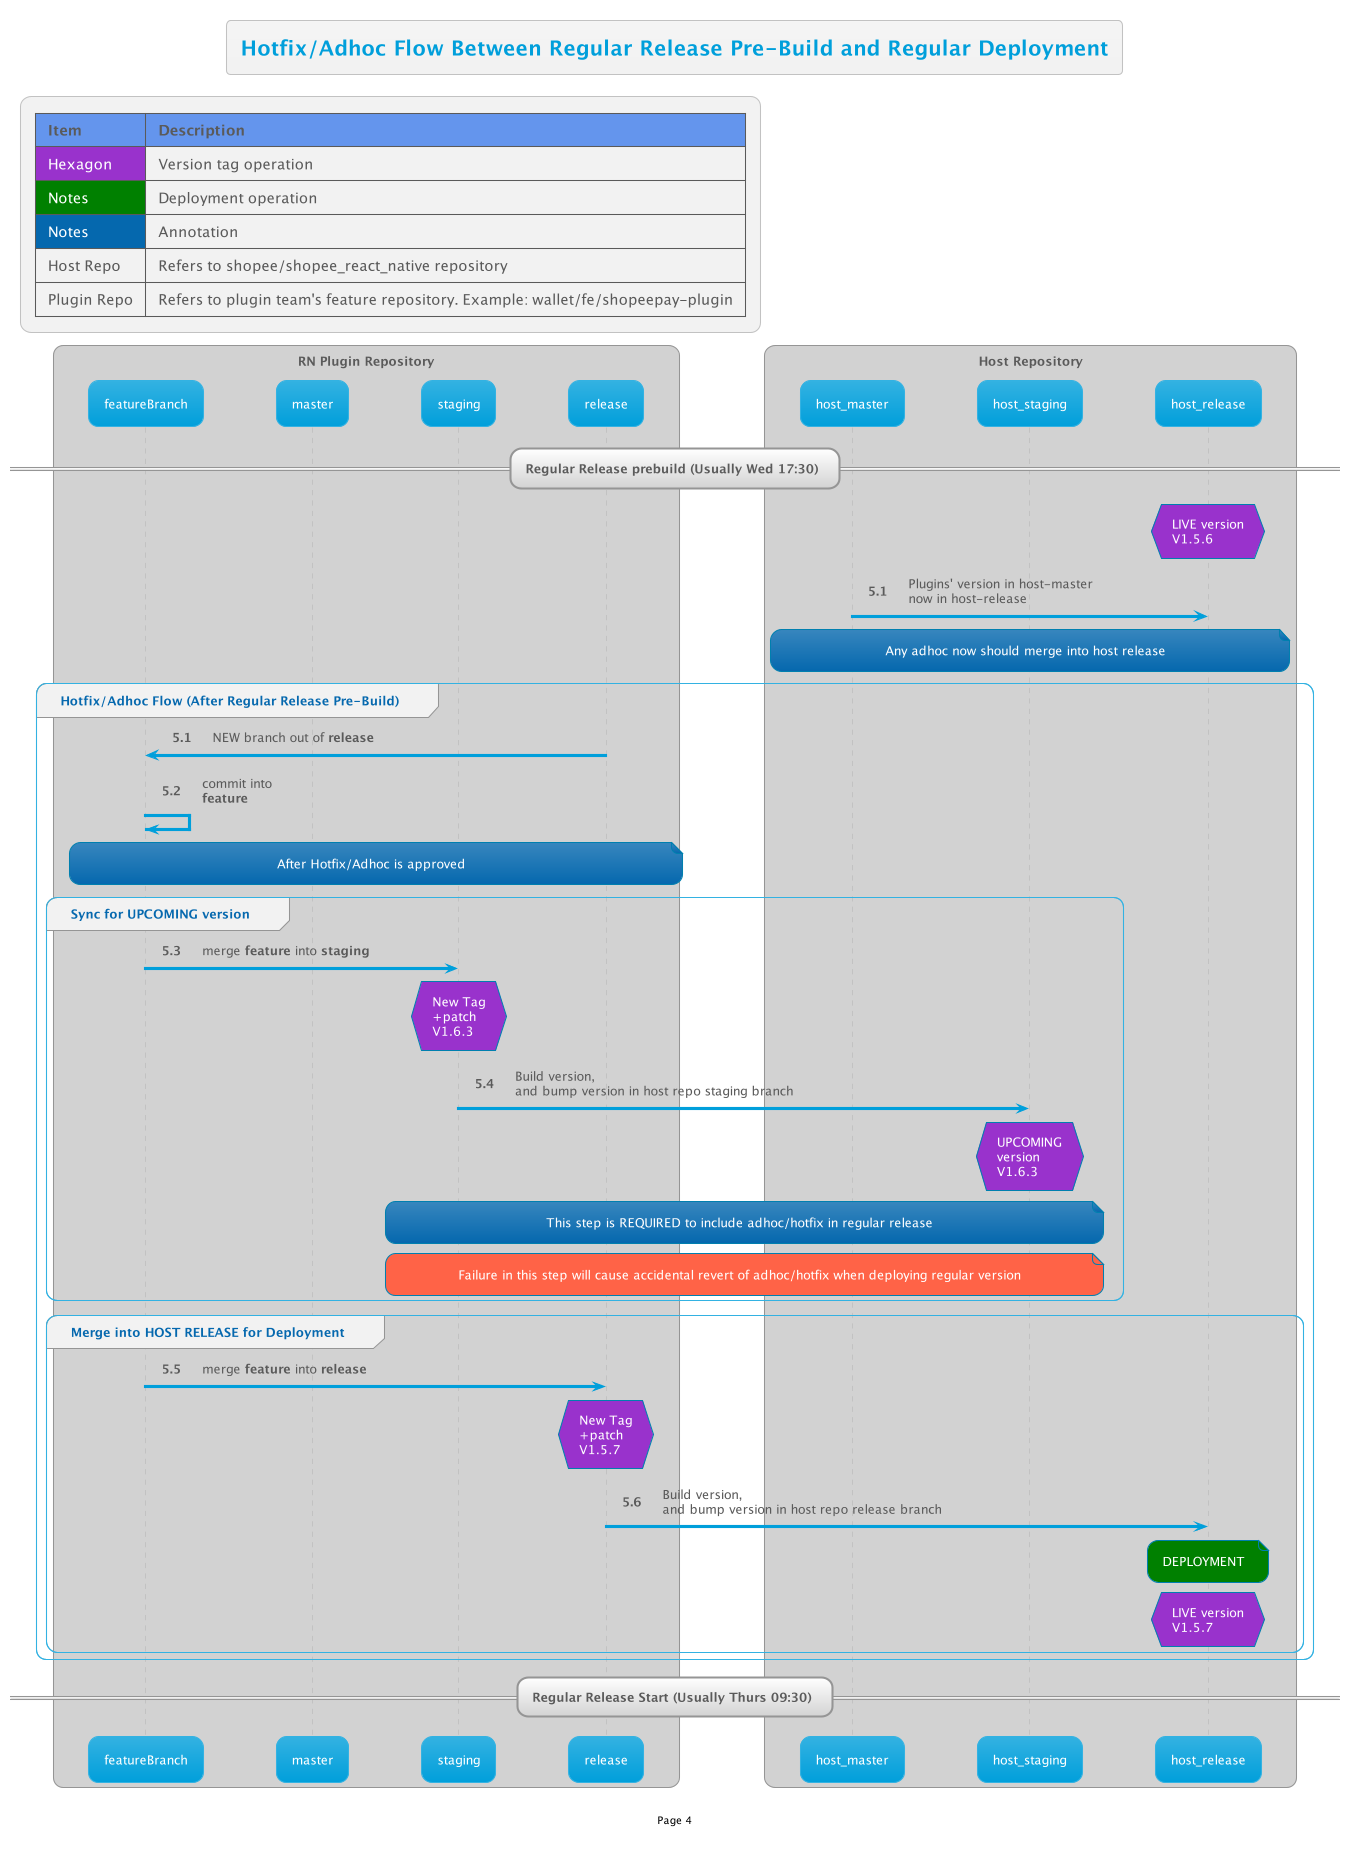 Hotfix/Adhoc Flow Between Regular Release Pre-Build and Regular Deployment
Item Description
Hexagon Version tag operation
Notes Deployment operation
Notes Annotation
Host Repo Refers to shopee/shopee_react_native repository
Plugin Repo Refers to plugin team's feature repository. Example: wallet/fe/shopeepay-plugin
RN Plugin Repository Host Repository
featureBranch master staging release host_master host_staging host_release
Regular Release prebuild (Usually Wed 17:30)
LIVE version
V1.5.6
5.1 Plugins' version in host-master
now in host-release
Any adhoc now should merge into host release
Hotfix/Adhoc Flow (After Regular Release Pre-Build)
5.1 NEW branch out of release
5.2 commit into
feature
After Hotfix/Adhoc is approved
Sync for UPCOMING version
5.3 merge feature into staging
New Tag
+patch
V1.6.3
5.4 Build version,
and bump version in host repo staging branch
UPCOMING
version
V1.6.3
This step is REQUIRED to include adhoc/hotfix in regular release
Failure in this step will cause accidental revert of adhoc/hotfix when deploying regular version
Merge into HOST RELEASE for Deployment
5.5 merge feature into release
New Tag
+patch
V1.5.7
5.6 Build version,
and bump version in host repo release branch
DEPLOYMENT
LIVE version
V1.5.7
Regular Release Start (Usually Thurs 09:30)
featureBranch master staging release host_master host_staging host_release
Page 4